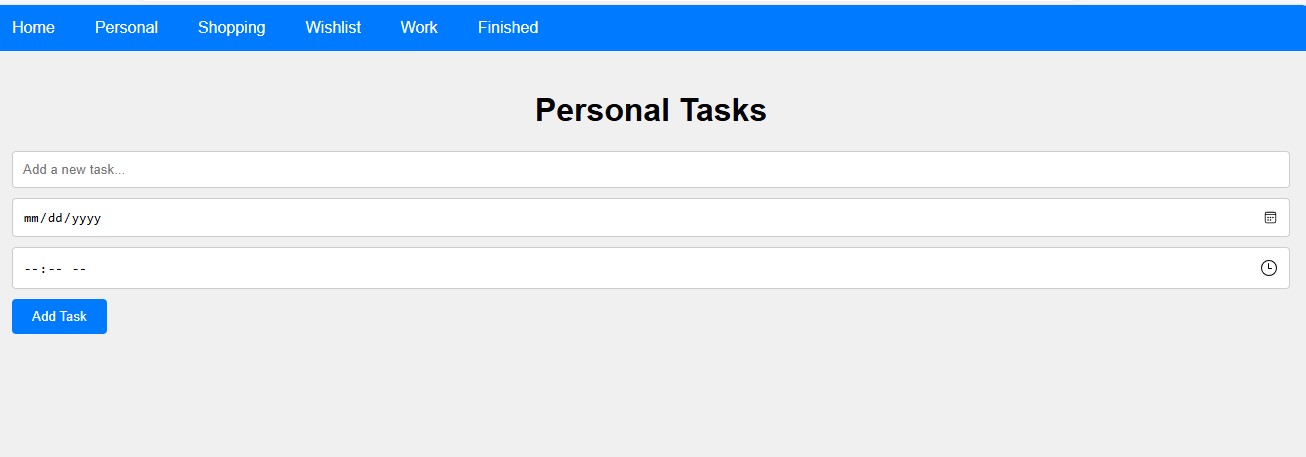 Home Personal Shopping Wishlist Work Finished
Personal Tasks
Add a new task...
mm/dd/yyyy
--:-- --
Add Task